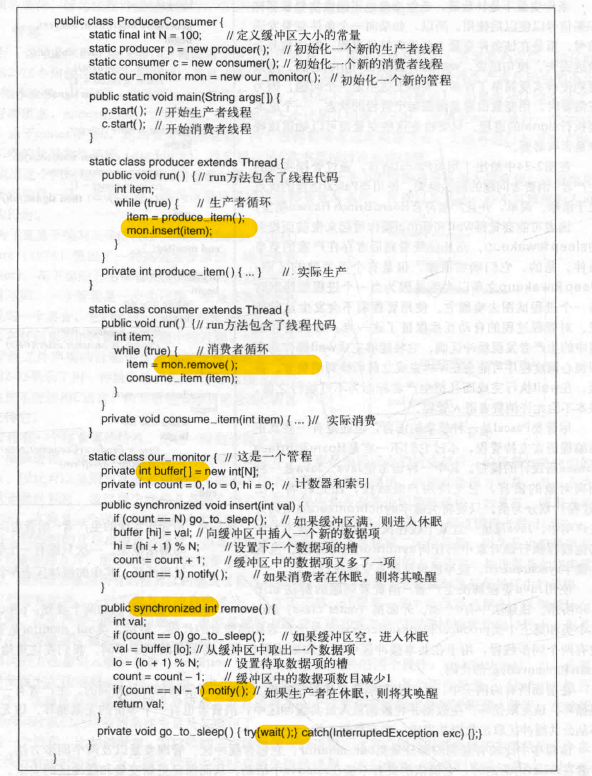 public class ProducerConsumer {
static final int N = 100; // 定义缓冲区大小的常量
static producer p = new producer(); // 初始化一个新的生产者线程
static consumer c = new consumer(); // 初始化一个新的消费者线程
static our_monitor mon = new our_monitor(); // 初始化一个新的管程
public static void main(String args[]) {
p.start(); // 开始生产者线程
c.start(); // 开始消费者线程
}
static class producer extends Thread {
public void run() { // run方法包含了线程代码
int item;
while (true) { // 生产者循环
item = produce_item();
mon.insert(item);
}
}
private int produce_item() { ... } // 实际生产
}
static class consumer extends Thread {
public void run() { // run方法包含了线程代码
int item;
while (true) { // 消费者循环
item = mon.remove();
consume_item (item);
}
}
private void consume_item(int item) { ... } // 实际消费
}
static class our_monitor { // 这是一个管程
private int buffer[ ] = new int[N];
private int count = 0, lo = 0, hi = 0; // 计数器和索引
public synchronized void insert(int val) {
if (count == N) go_to_sleep(); // 如果缓冲区满，则进入休眠
buffer [hi] = val; // 向缓冲区中插入一个新的数据项
hi = (hi + 1) % N; // 设置下一个数据项的槽
count = count + 1; // 缓冲区中的数据项又多了一项
if (count == 1) notify(); // 如果消费者在休眠，则将其唤醒
}
public synchronized int remove() {
int val;
if (count == 0) go_to_sleep(); // 如果缓冲区空，进入休眠
val = buffer [lo]; // 从缓冲区中取出一个数据项
lo = (lo + 1) % N; // 设置待取数据项的槽
count = count - 1; // 缓冲区中的数据项数目减少1
if (count == N - 1) notify(); // 如果生产者在休眠，则将其唤醒
return val;
}
private void go_to_sleep() { try{wait();} catch(InterruptedException exc) {};}
}
}